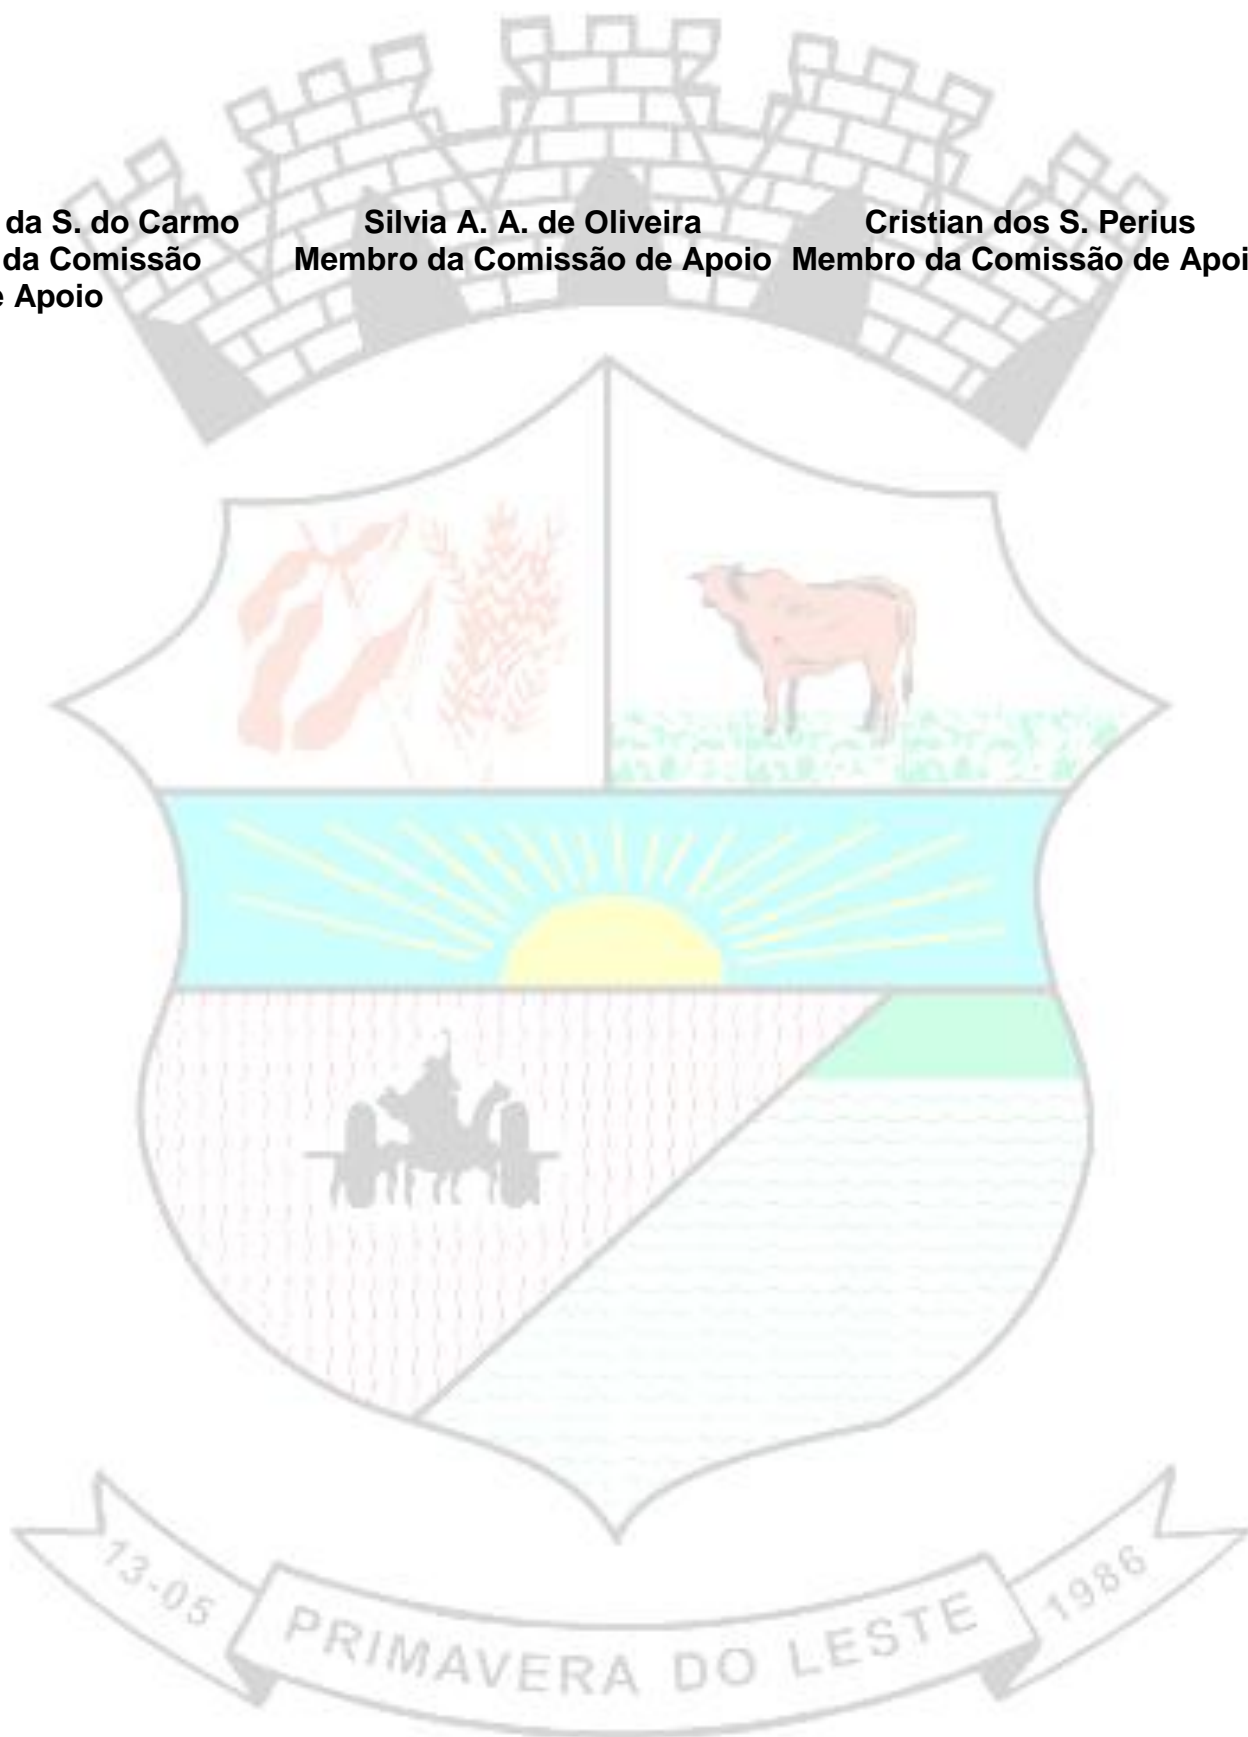 da S. do Carmo Silvia A. A. de Oliveira Cristian dos S. Perius
da Comissão Membro da Comissão de Apoio Membro da Comissão de Apoi
e Apoio
13-05 PRIMAVERA DO LESTE 1986